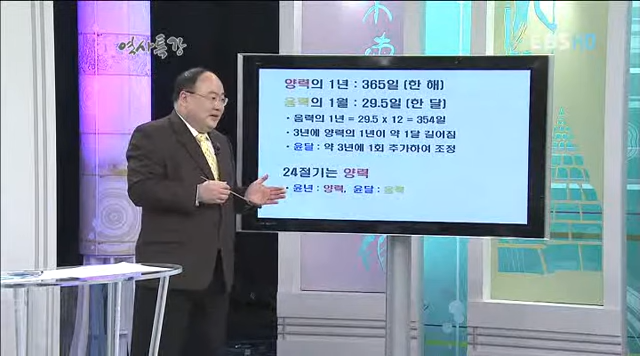 역사특강
EBS HD
양력의 1년 : 365일 (한 해)
음력의 1월 : 29.5일 (한 달)
· 음력의 1년 = 29.5 x 12 = 354일
· 3년에 양력의 1년이 약 1달 길어짐
· 윤달 : 약 3년에 1회 추가하여 조정
24절기는 양력
· 윤년 : 양력, 윤달 : 음력